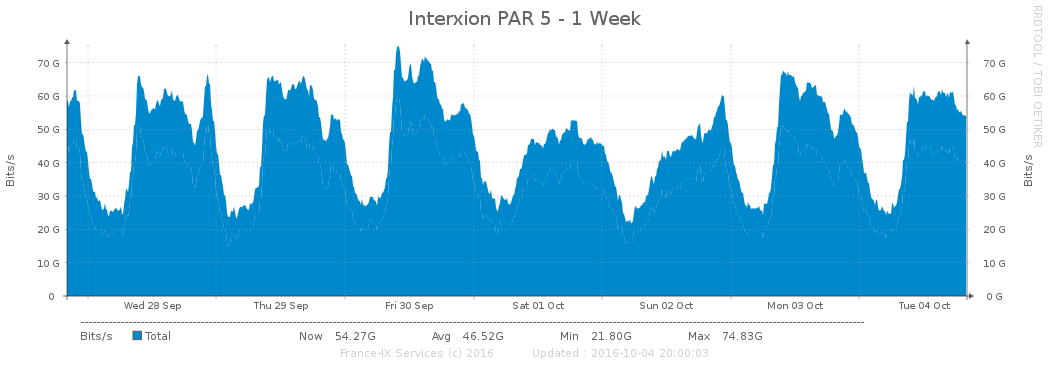 Interxion PAR 5 - 1 Week
RRDTOOL / TOBI OETIKER
Bits/s
70 G
60 G
50 G
40 G
30 G
20 G
10 G
0
70 G
60 G
50 G
40 G
30 G
20 G
10 G
0 G
Bits/s
Wed 28 Sep Thu 29 Sep Fri 30 Sep Sat 01 Oct Sun 02 Oct Mon 03 Oct Tue 04 Oct
Bits/s Total Now 54.27G Avg 46.52G Min 21.80G Max 74.83G
France-IX Services (c) 2016 Updated : 2016-10-04 20:00:03